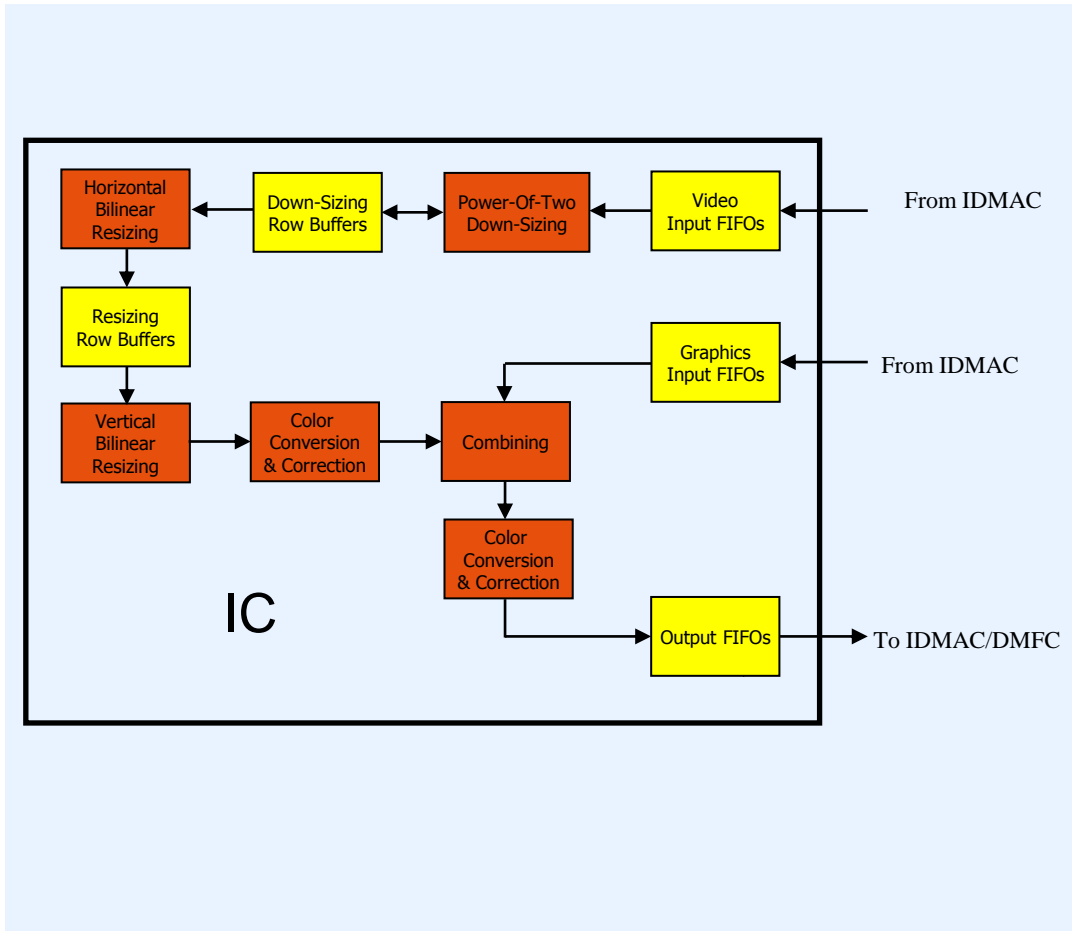 Horizontal
Bilinear
Resizing
Down-Sizing
Row Buffers
Power-Of-Two
Down-Sizing
Video
Input FIFOs
From IDMAC
Resizing
Row Buffers
Graphics
Input FIFOs
From IDMAC
Vertical
Bilinear
Resizing
Color
Conversion
& Correction
Combining
Color
Conversion
& Correction
IC
Output FIFOs
To IDMAC/DMFC